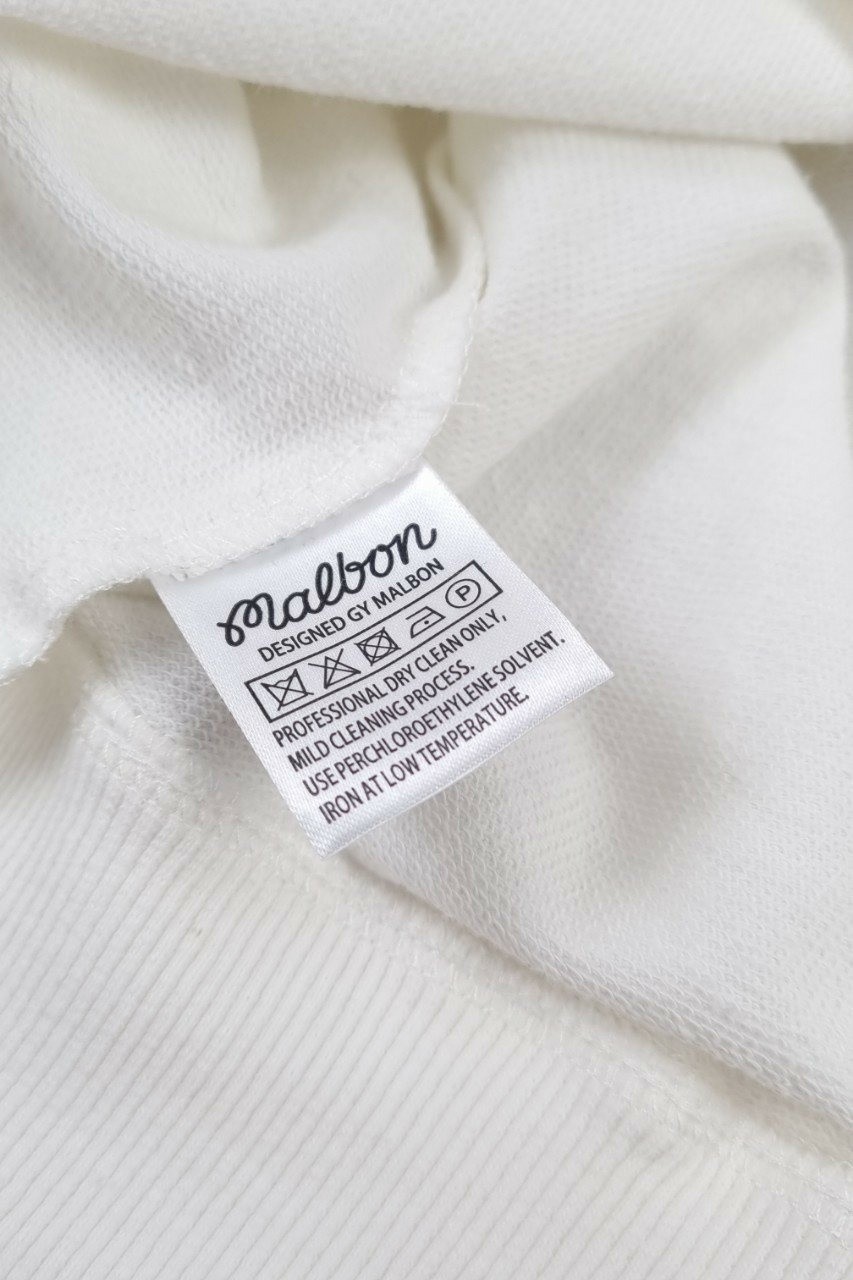 malbon
DESIGNED GY MALBON
P
PROFESSIONAL DRY CLEAN ONLY,
MILD CLEANING PROCESS.
USE PERCHLOROETHYLENE SOLVENT.
IRON AT LOW TEMPERATURE.